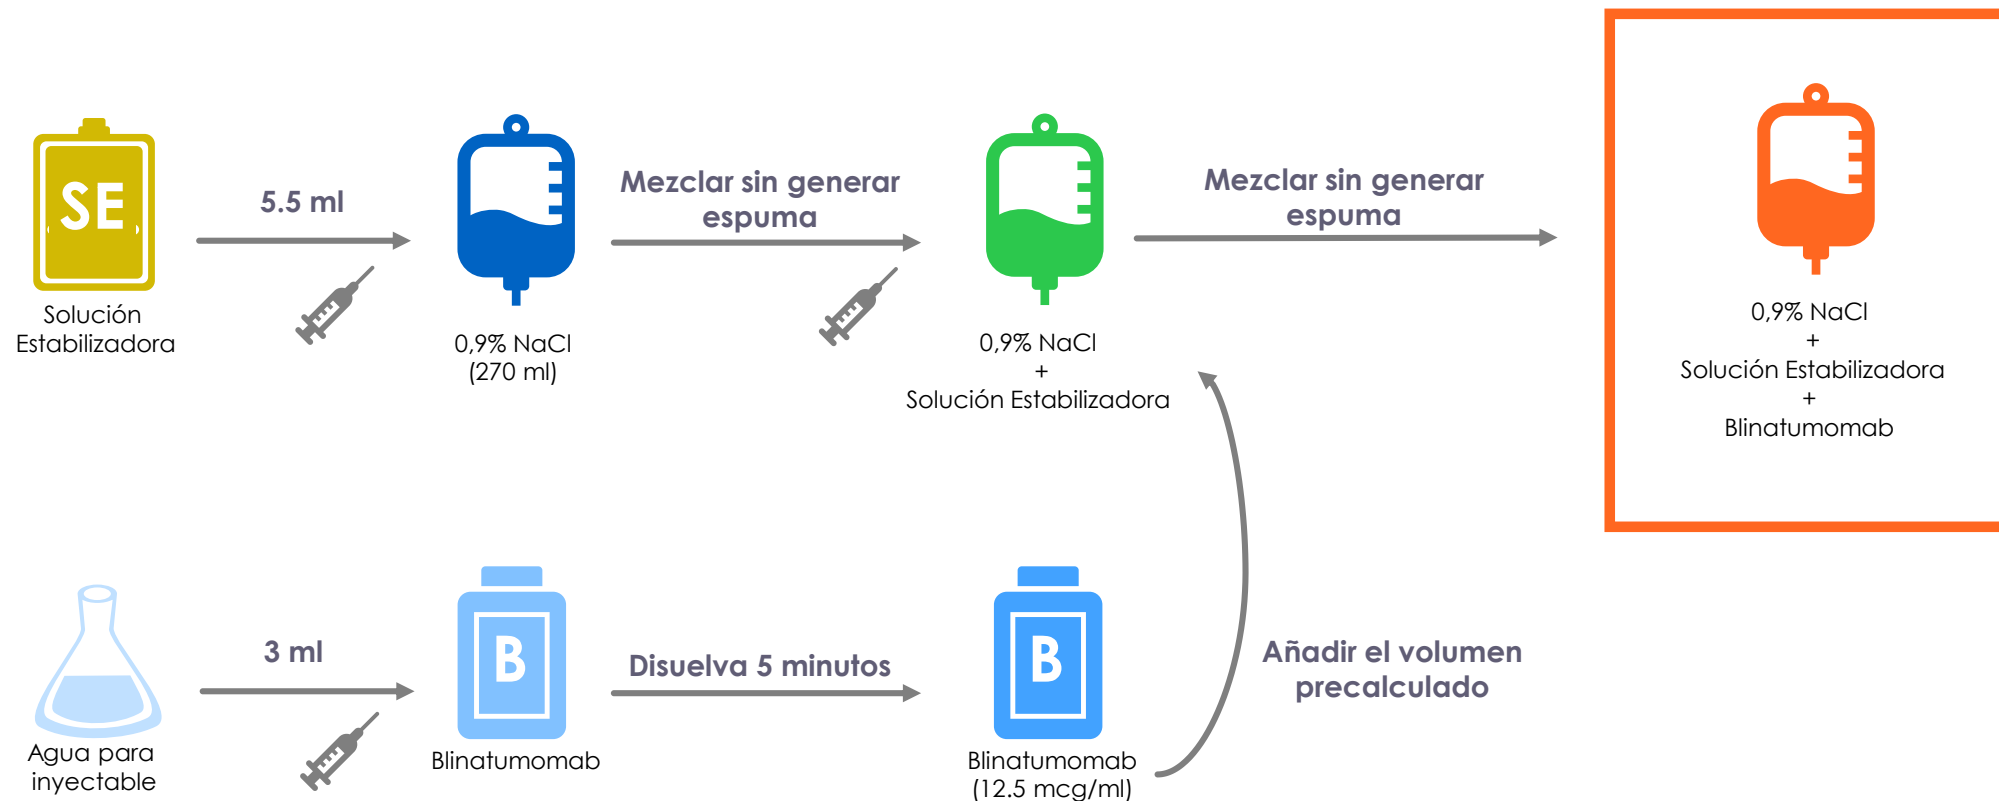 SE
Solución
Estabilizadora
5.5 ml
0,9% NaCl
(270 ml)
Mezclar sin generar
espuma
0,9% NaCl
+
Solución Estabilizadora
Mezclar sin generar
espuma
0,9% NaCl
+
Solución Estabilizadora
+
Blinatumomab
Agua para
inyectable
3 ml
B
Blinatumomab
Disuelva 5 minutos
B
Blinatumomab
(12.5 mcg/ml)
Añadir el volumen
precalculado